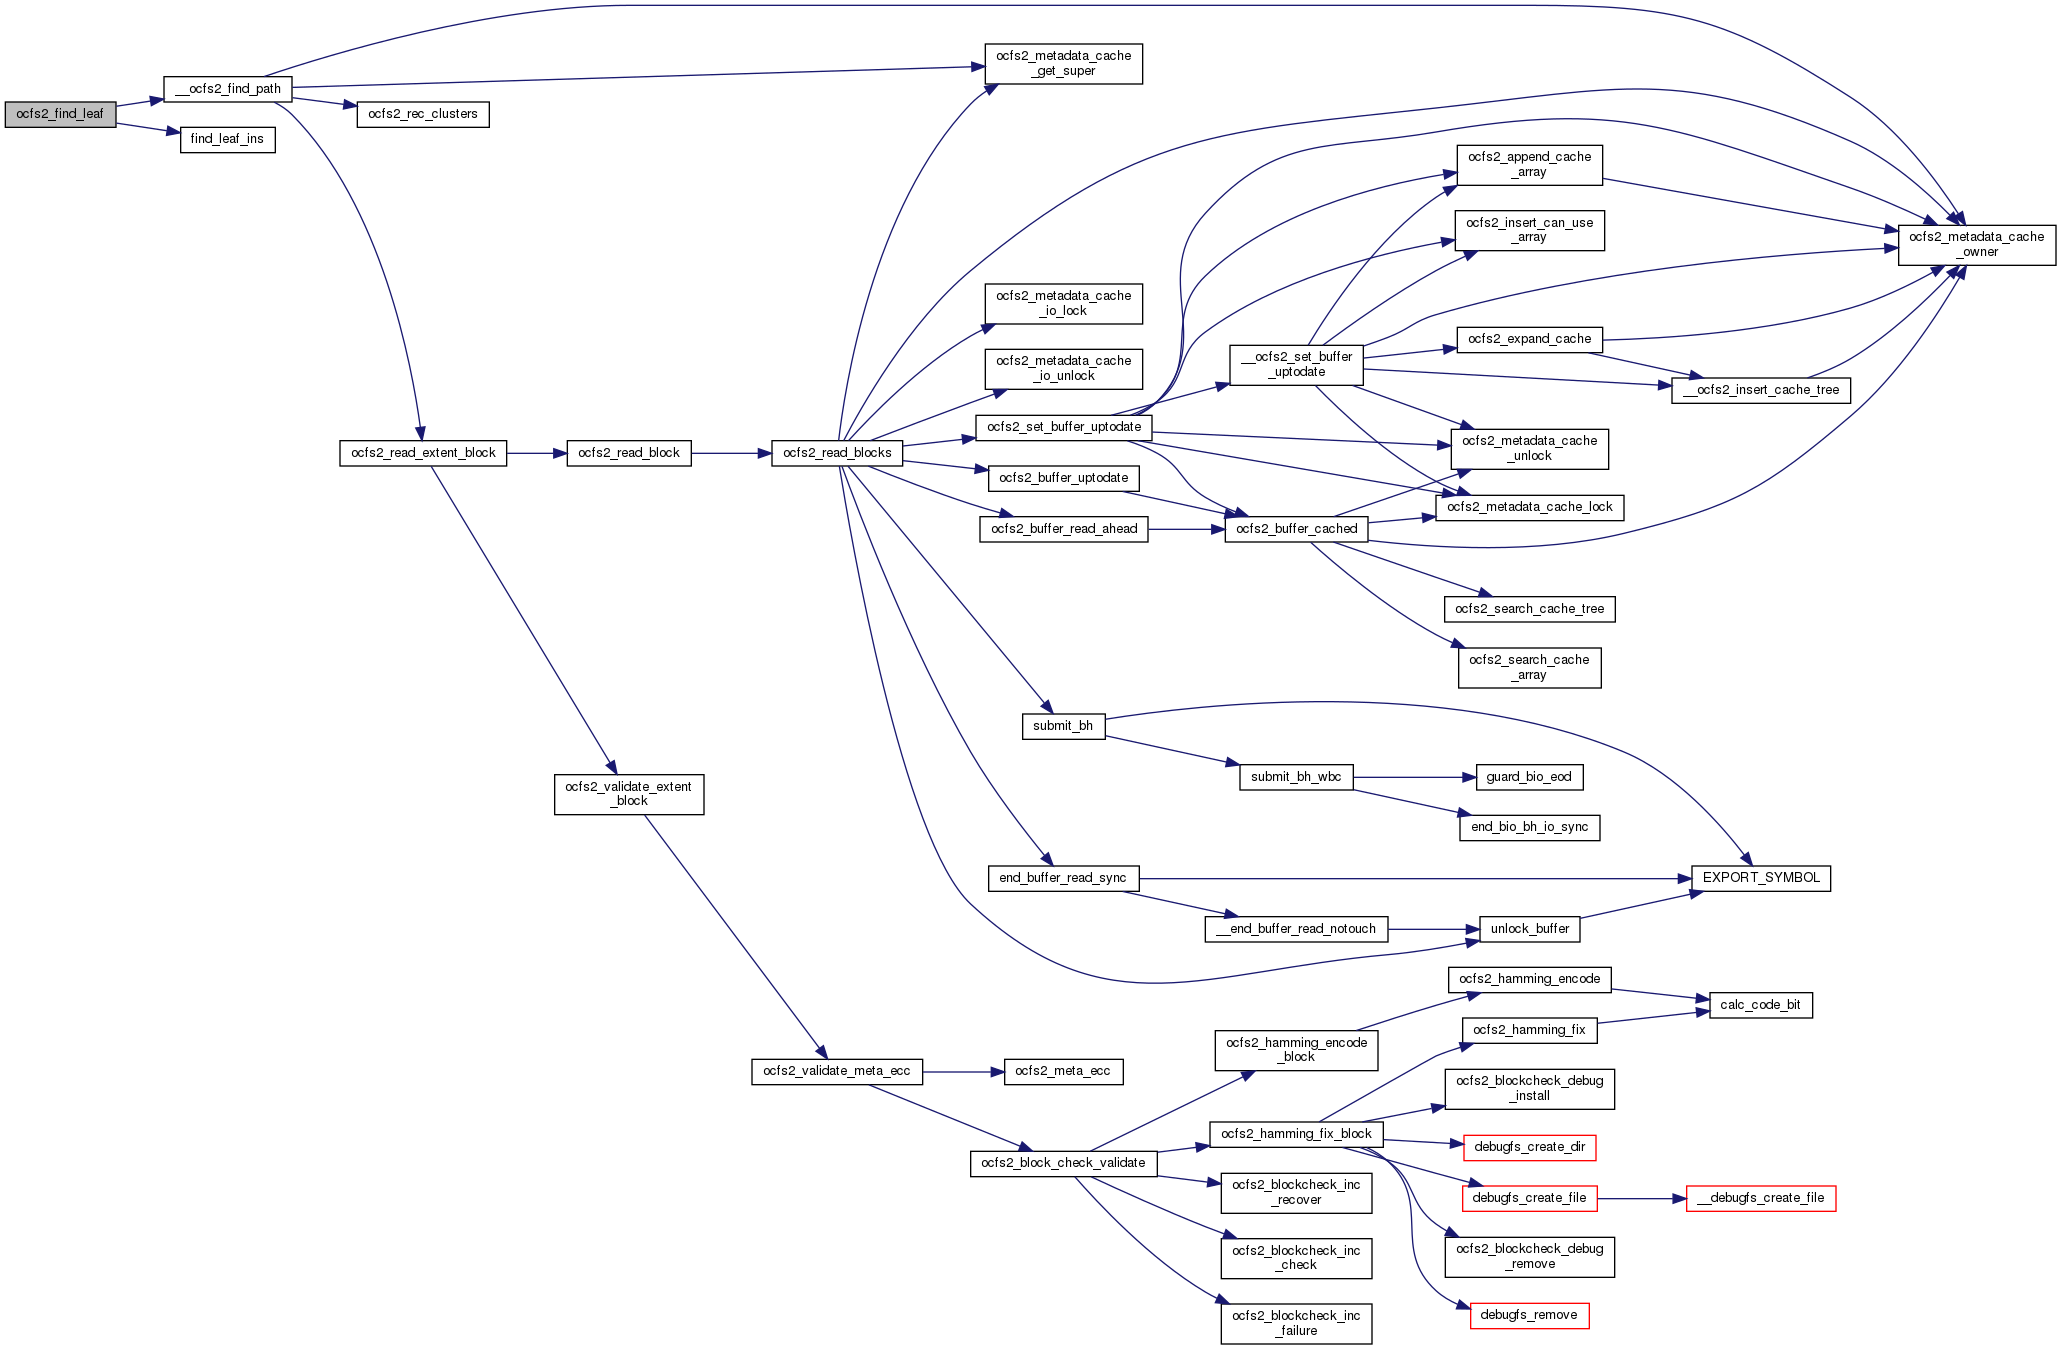 ocfs2_find_leaf
__ocfs2_find_path
find_leaf_ins
ocfs2_rec_clusters
ocfs2_read_extent_block
ocfs2_validate_extent
_block
ocfs2_read_block
ocfs2_validate_meta_ecc
ocfs2_read_blocks
ocfs2_metadata_cache
_get_super
ocfs2_metadata_cache
_io_lock
ocfs2_metadata_cache
_io_unlock
ocfs2_set_buffer_uptodate
ocfs2_buffer_uptodate
ocfs2_buffer_read_ahead
submit_bh
end_buffer_read_sync
ocfs2_meta_ecc
ocfs2_block_check_validate
__ocfs2_set_buffer
_uptodate
ocfs2_buffer_cached
submit_bh_wbc
__end_buffer_read_notouch
ocfs2_hamming_encode
_block
ocfs2_hamming_fix_block
ocfs2_blockcheck_inc
_recover
ocfs2_blockcheck_inc
_check
ocfs2_blockcheck_inc
_failure
ocfs2_append_cache
_array
ocfs2_insert_can_use
_array
ocfs2_expand_cache
ocfs2_metadata_cache
_unlock
ocfs2_metadata_cache_lock
ocfs2_search_cache_tree
ocfs2_search_cache
_array
guard_bio_eod
end_bio_bh_io_sync
unlock_buffer
ocfs2_hamming_encode
ocfs2_hamming_fix
ocfs2_blockcheck_debug
_install
debugfs_create_dir
debugfs_create_file
ocfs2_blockcheck_debug
_remove
debugfs_remove
__ocfs2_insert_cache_tree
EXPORT_SYMBOL
calc_code_bit
__debugfs_create_file
ocfs2_metadata_cache
_owner